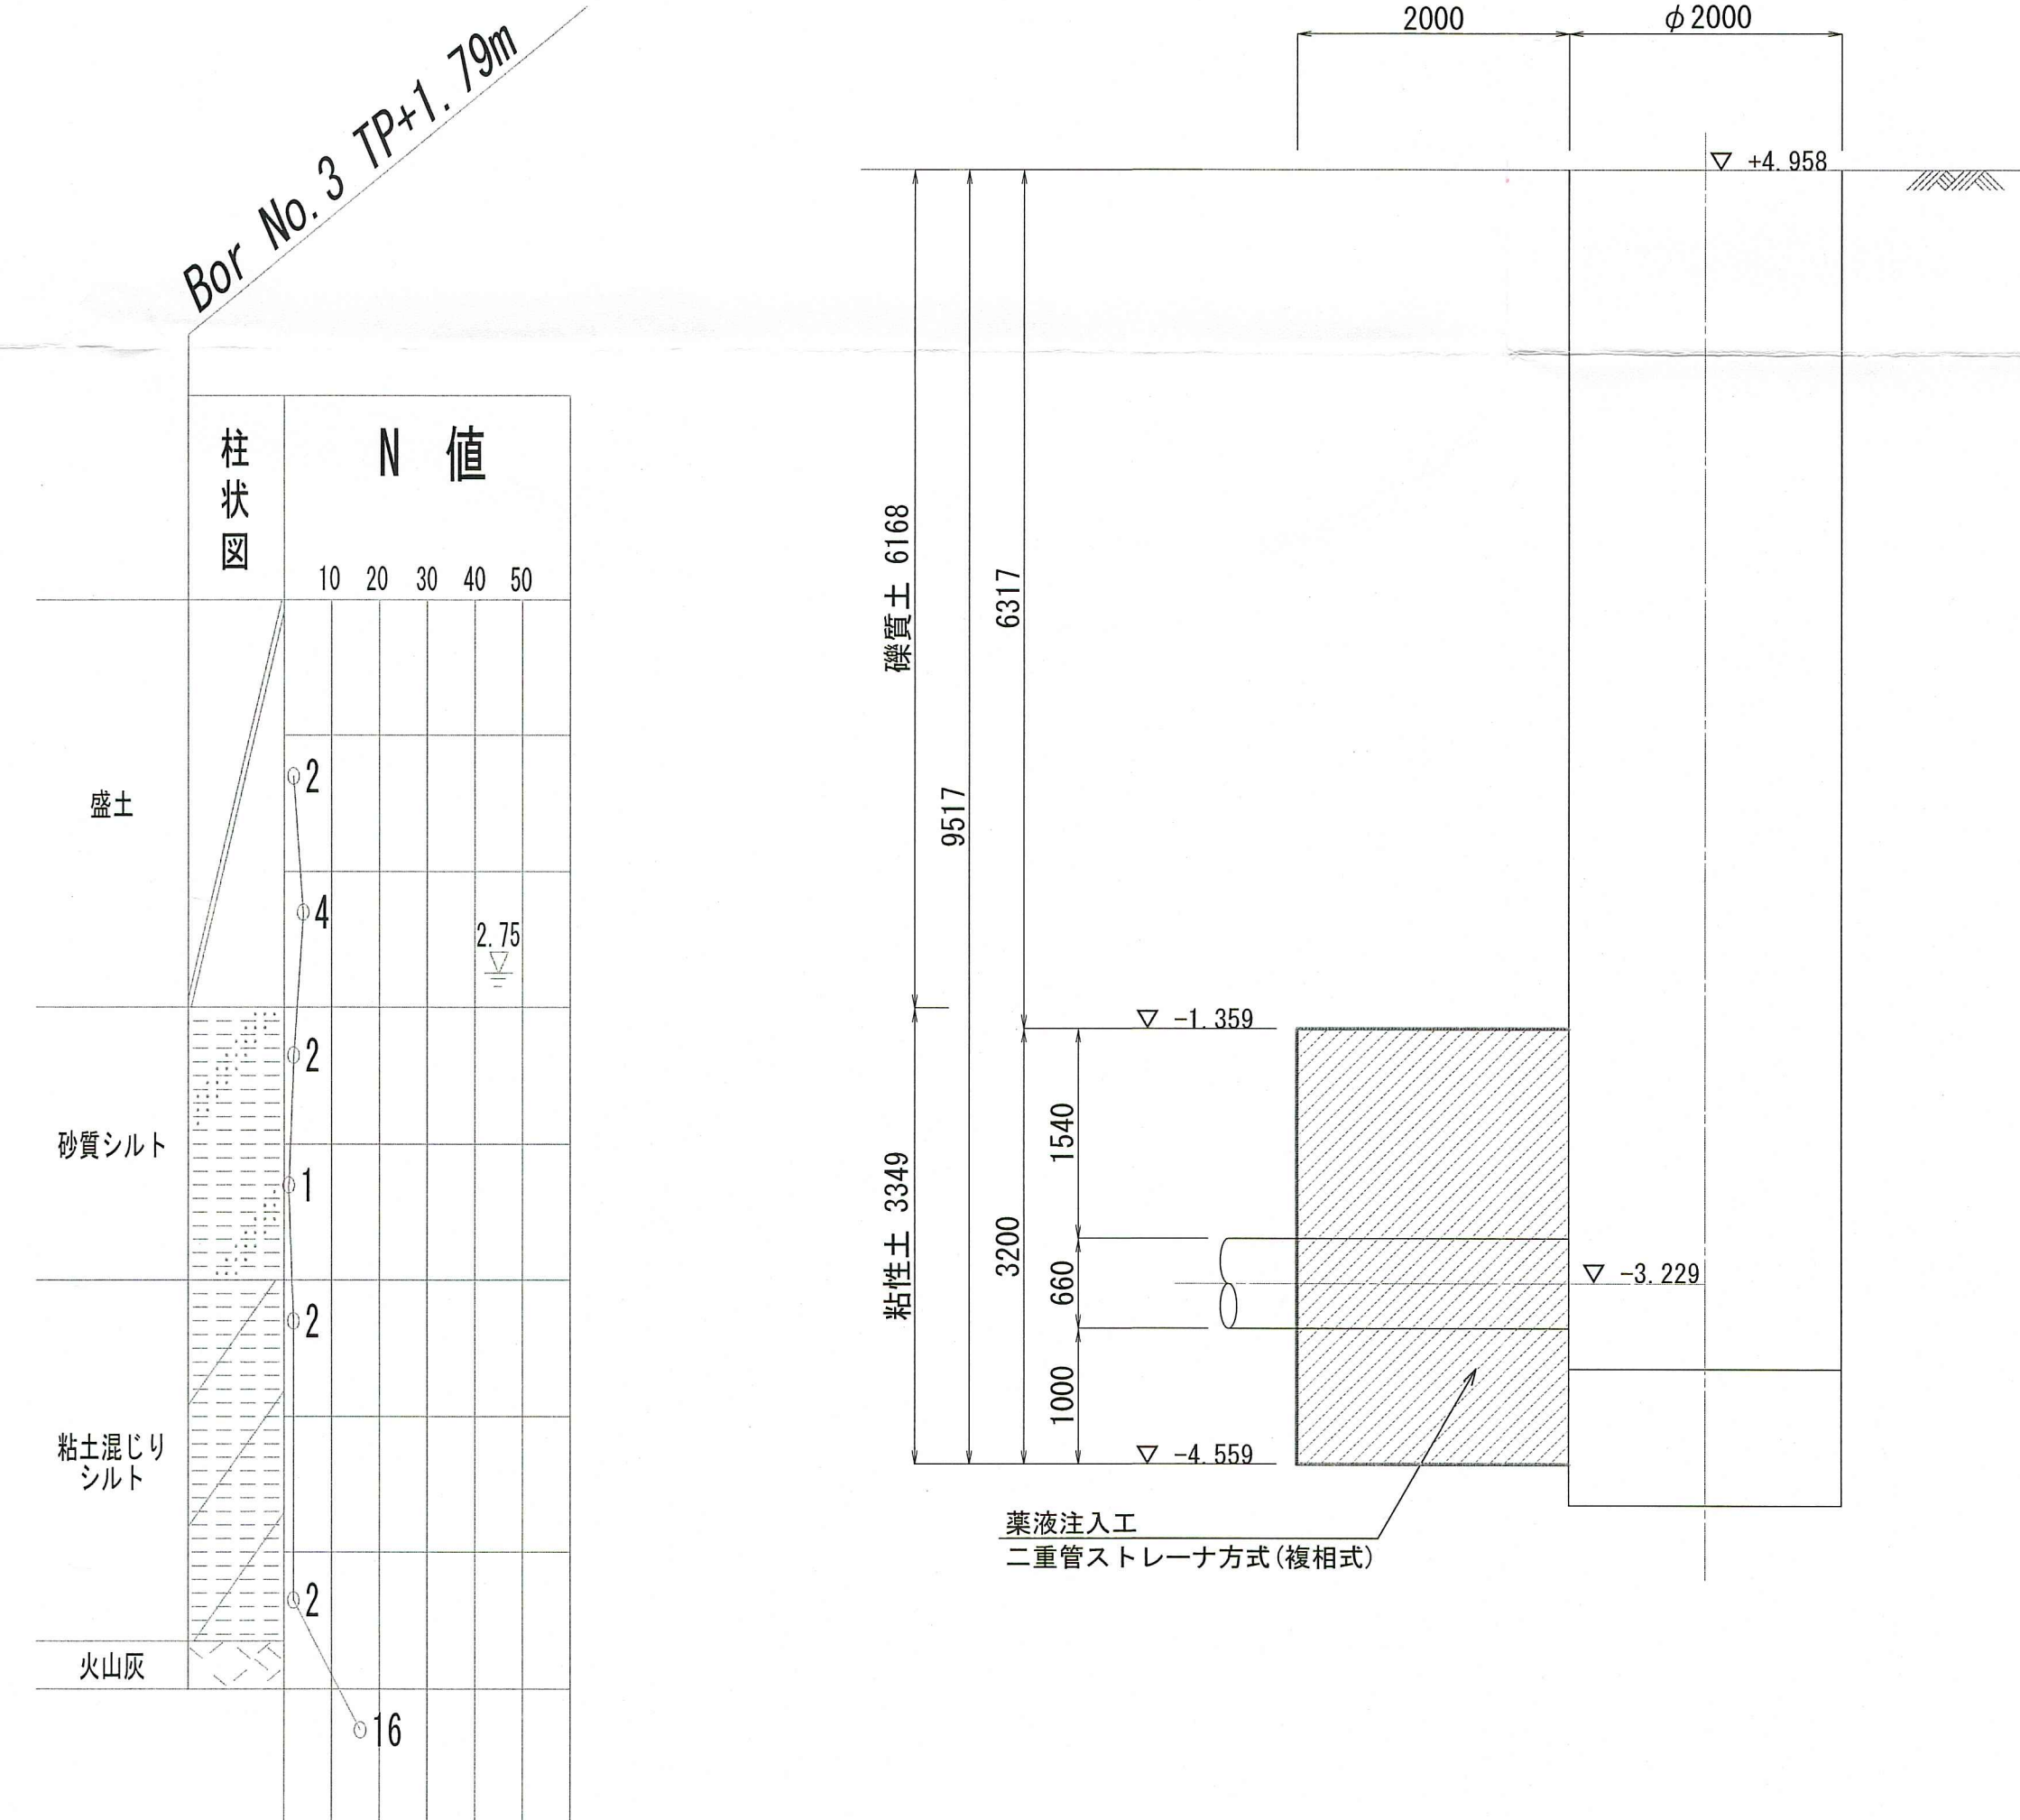 Bor No.3 TP+1.79m
柱状図
N 値
10 20 30 40 50
盛土
2
4
2.75
砂質シルト
2
1
粘土混じり
シルト
2
2
火山灰
16
2000
φ2000
+4.958
礫質土 6168
9517
6317
-1.359
粘性土 3349
3200
1540
660
1000
-3.229
-4.559
薬液注入工
二重管ストレーナ方式(複相式)